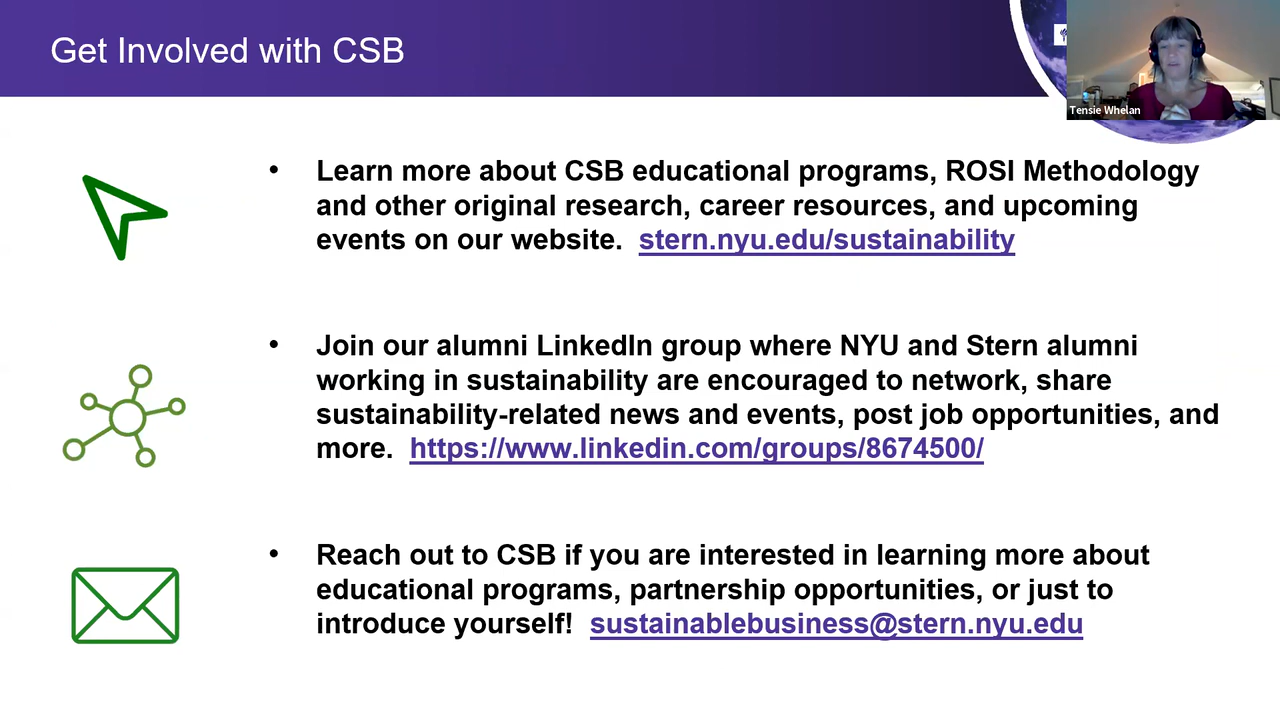 Get Involved with CSB
Tensie Whelan
• Learn more about CSB educational programs, ROSI Methodology
and other original research, career resources, and upcoming
events on our website. stern.nyu.edu/sustainability
• Join our alumni LinkedIn group where NYU and Stern alumni
working in sustainability are encouraged to network, share
sustainability-related news and events, post job opportunities, and
more. https://www.linkedin.com/groups/8674500/
• Reach out to CSB if you are interested in learning more about
educational programs, partnership opportunities, or just to
introduce yourself! sustainablebusiness@stern.nyu.edu